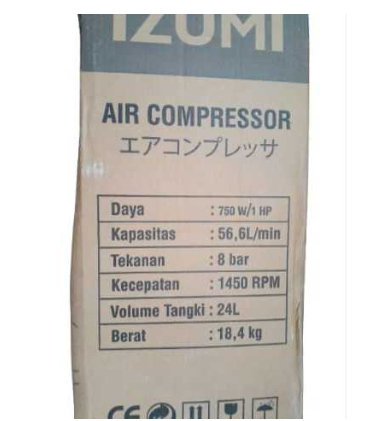 IZUMI
AIR COMPRESSOR
エアコンプレッサ
Daya : 750 W/1 HP
Kapasitas : 56,6L/min
Tekanan : 8 bar
Kecepatan : 1450 RPM
Volume Tangki : 24L
Berat : 18,4 kg
CE